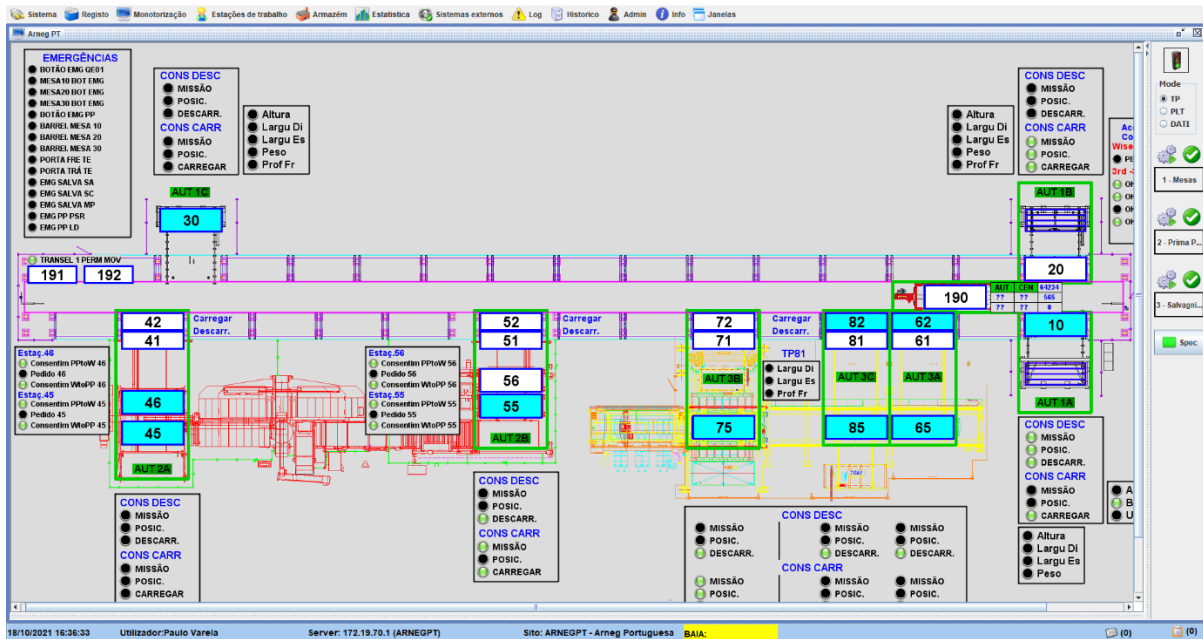 Sistema Registo Monotorização Estações de trabalho Armazém Estatistica Sistemas externos Log Historico Admin Info Janelas
Arneg PT
EMERGÊNCIAS
BOTÃO EMG QE01
MESA10 BOT EMG
MESA20 BOT EMG
MESA30 BOT EMG
BOTÃO EMG PP
BARREI. MESA 10
BARREI. MESA 20
BARREI. MESA 30
PORTA FRE TE
PORTA TRÁ TE
EMG SALVA SA
EMG SALVA SC
EMG SALVA MP
EMG PP PSR
EMG PP LD
CONS DESC
MISSÃO
POSIC.
DESCARR.
CONS CARR
MISSÃO
POSIC.
CARREGAR
Altura
Largu Di
Largu Es
Peso
Prof Fr
AUT 1C
30
Altura
Largu Di
Largu Es
Peso
Prof Fr
CONS DESC
MISSÃO
POSIC.
DESCARR.
CONS CARR
MISSÃO
POSIC.
CARREGAR
AUT 1B
20
Mode
TP
PLT
DATI
1 - Mesas
2 - Prima P...
3 - Salvagni...
Spec
TRANSEL 1 PERM MOV
191 192
190
AUT CEN 64234
?? ?? 565
?? ?? 0
42
41
Carregar
Descarr.
52
51
Carregar
Descarr.
72
71
Carregar
Descarr.
82
81
62
61
10
AUT 1A
Estaç.46
Consentim PPtoW 46
Pedido 46
Consentim WtoPP 46
Estaç.45
Consentim PPtoW 45
Pedido 45
Consentim WtoPP 45
46
45
AUT 2A
Estaç.56
Consentim PPtoW 56
Pedido 56
Consentim WtoPP 56
Estaç.55
Consentim PPtoW 55
Pedido 55
Consentim WtoPP 55
56
55
AUT 2B
AUT 3B
75
TP81
Largu Di
Largu Es
Prof Fr
AUT 3C
85
AUT 3A
65
CONS DESC
MISSÃO
POSIC.
DESCARR.
CONS CARR
MISSÃO
POSIC.
CARREGAR
CONS DESC
MISSÃO
POSIC.
DESCARR.
CONS CARR
MISSÃO
POSIC.
CARREGAR
CONS DESC
MISSÃO MISSÃO MISSÃO
POSIC. POSIC. POSIC.
DESCARR. DESCARR. DESCARR.
CONS CARR
MISSÃO MISSÃO MISSÃO
POSIC. POSIC. POSIC.
CONS DESC
MISSÃO
POSIC.
DESCARR.
CONS CARR
MISSÃO
POSIC.
CARREGAR
Altura
Largu Di
Largu Es
Peso
18/10/2021 16:36:33 Utilizador:Paulo Varela Server: 172.19.70.1 (ARNEGPT) Sito: ARNEGPT - Arneg Portuguesa BAIA: (0) (0)